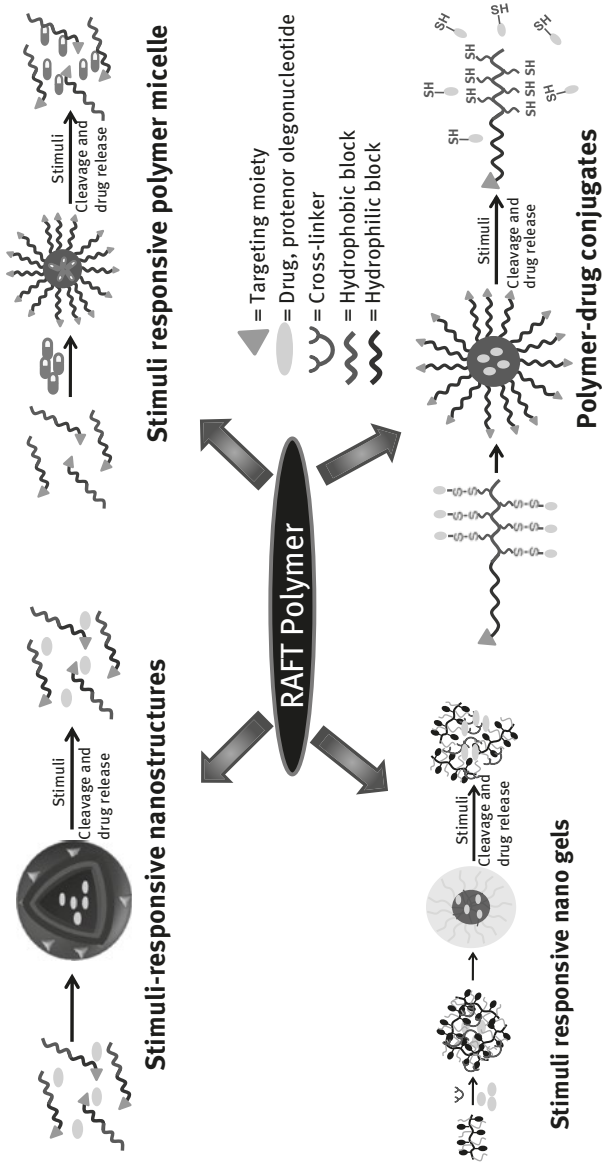 Stimuli
Cleavage and
drug release
Stimuli-responsive nanostructures
Stimuli
Cleavage and
drug release
Stimuli responsive polymer micelle
RAFT Polymer
= Targeting moiety
= Drug, protenor olegonucleotide
= Cross-linker
= Hydrophobic block
= Hydrophilic block
Stimuli
Cleavage and
drug release
Stimuli responsive nano gels
S S S
S S S
S S S
S S S
Stimuli
Cleavage and
drug release
SH SH SH
SH SH SH
SH
SH
SH
SH
SH
SH
Polymer-drug conjugates